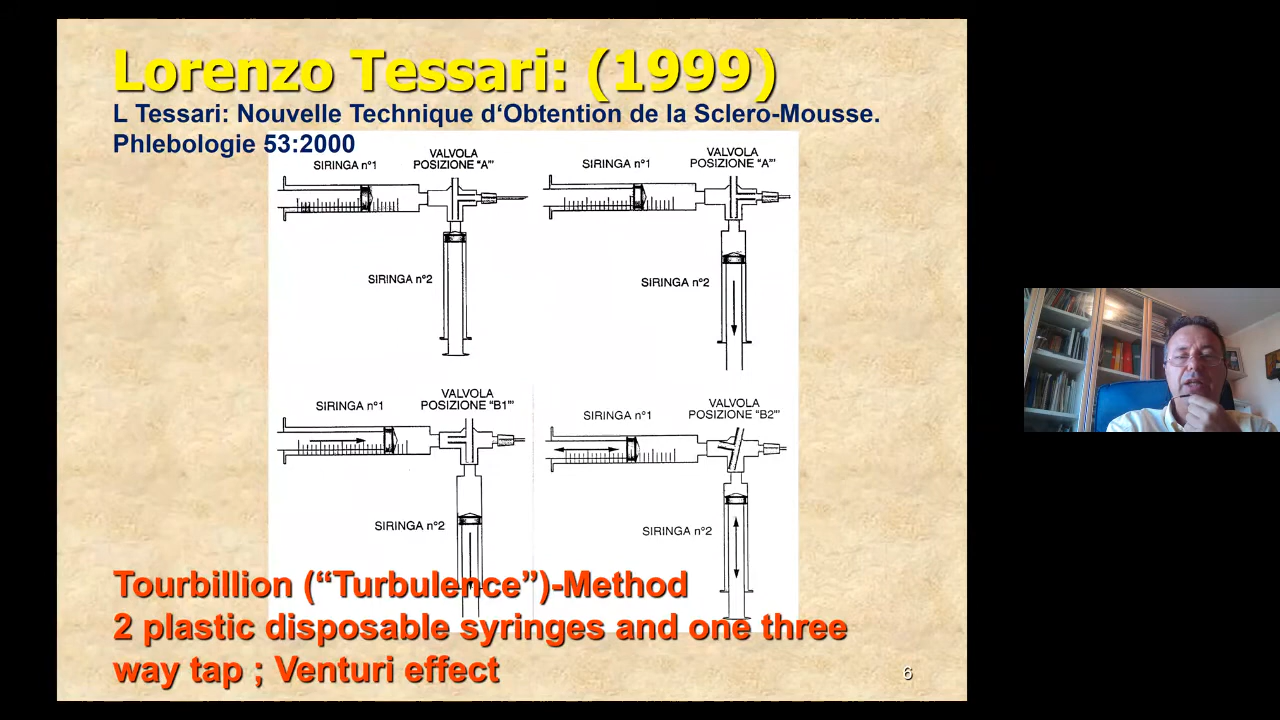 Lorenzo Tessari: (1999)
L Tessari: Nouvelle Technique d‘Obtention de la Sclero-Mousse.
Phlebologie 53:2000
SIRINGA n°1
VALVOLA
POSIZIONE “A”'
SIRINGA n°2
SIRINGA n°1
VALVOLA
POSIZIONE “A”'
SIRINGA n°2
SIRINGA n°1
VALVOLA
POSIZIONE “B1”'
SIRINGA n°2
SIRINGA n°1
VALVOLA
POSIZIONE “B2”'
SIRINGA n°2
Tourbillion (“Turbulence”)-Method
2 plastic disposable syringes and one three
way tap ; Venturi effect
6